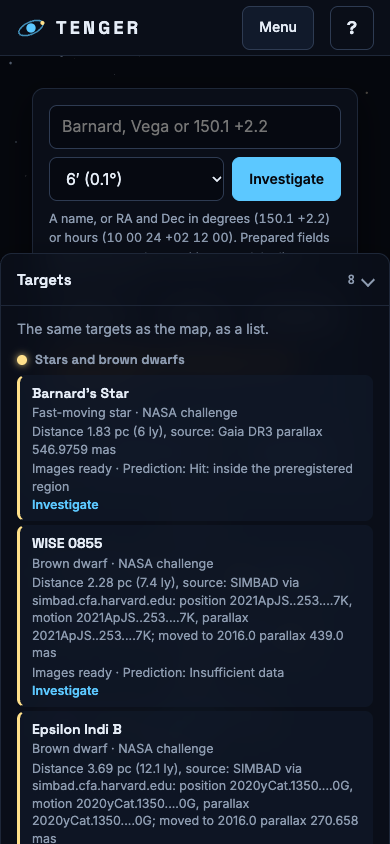 TENGER
Menu
?
Barnard, Vega or 150.1 +2.2
6′ (0.1°)
Investigate
A name, or RA and Dec in degrees (150.1 +2.2)
or hours (10 00 24 +02 12 00). Prepared fields
Targets
8
The same targets as the map, as a list.
Stars and brown dwarfs
Barnard's Star
Fast-moving star · NASA challenge
Distance 1.83 pc (6 ly), source: Gaia DR3 parallax
546.9759 mas
Images ready · Prediction: Hit: inside the preregistered
region
Investigate
WISE 0855
Brown dwarf · NASA challenge
Distance 2.28 pc (7.4 ly), source: SIMBAD via
simbad.cfa.harvard.edu: position 2021ApJS..253....7K,
motion 2021ApJS..253....7K, parallax
2021ApJS..253....7K; moved to 2016.0 parallax 439.0
mas
Images ready · Prediction: Insufficient data
Investigate
Epsilon Indi B
Brown dwarf · NASA challenge
Distance 3.69 pc (12.1 ly), source: SIMBAD via
simbad.cfa.harvard.edu: position 2020yCat.1350....0G,
motion 2020yCat.1350....0G, parallax
2020yCat.1350....0G; moved to 2016.0 parallax 270.658
mas